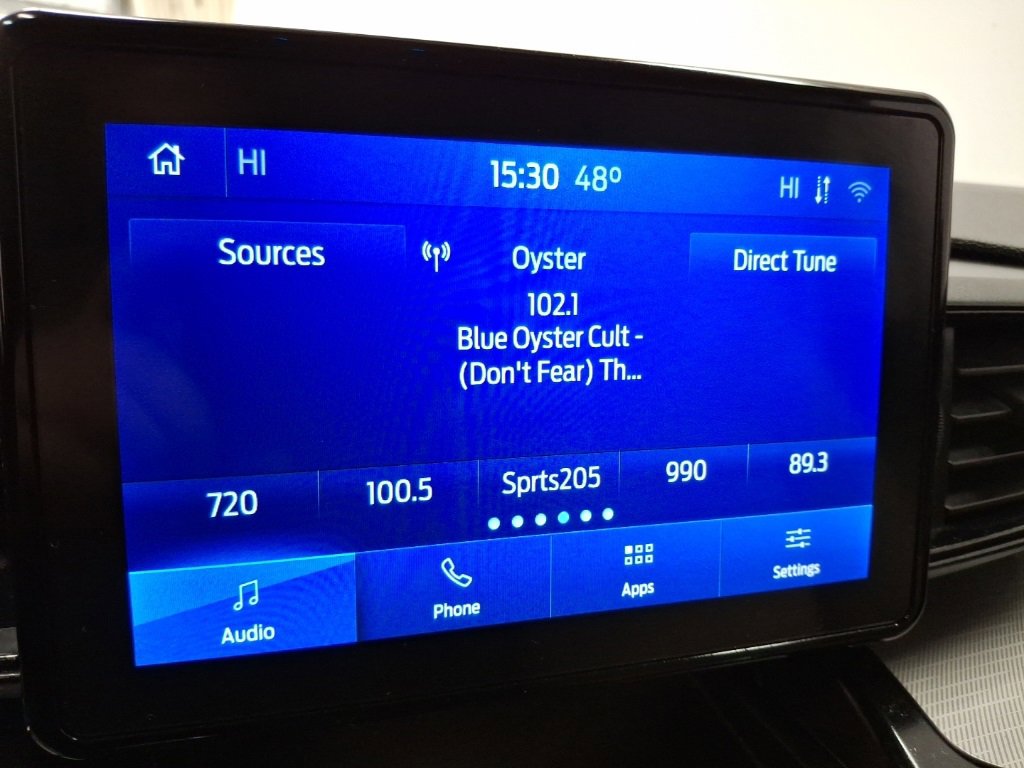 HI 15:30 48º HI
Sources Oyster Direct Tune
102.1
Blue Oyster Cult -
(Don't Fear) Th...
720 100.5 Sprts205 990 89.3
Audio Phone Apps Settings